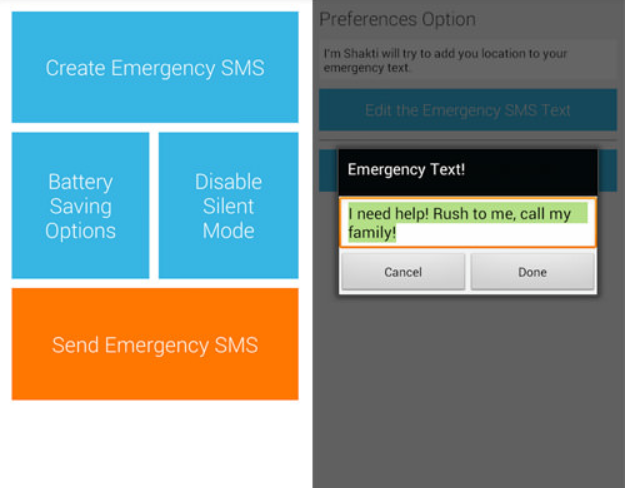 Create Emergency SMS
Battery
Saving
Options
Disable
Silent
Mode
Send Emergency SMS
Preferences Option
I'm Shakti will try to add you location to your
emergency text.
Edit the Emergency SMS Text
Emergency Text!
I need help! Rush to me, call my
family!
Cancel
Done